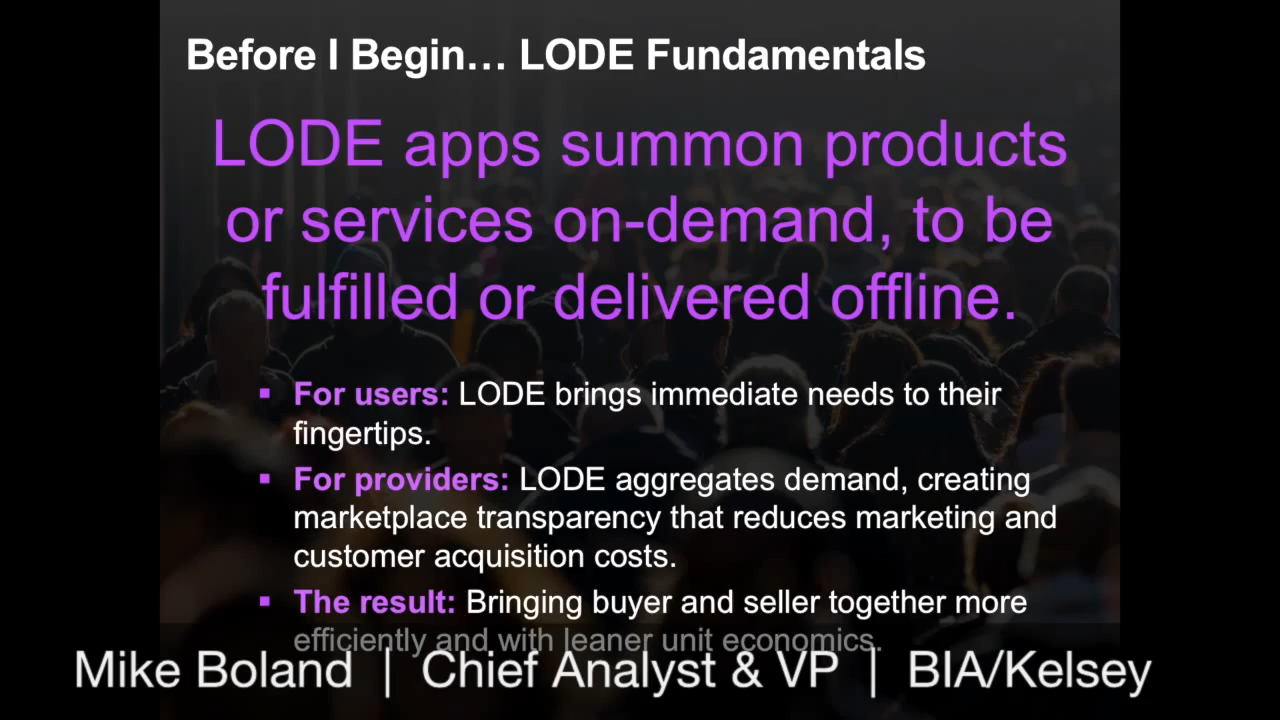 Before I Begin… LODE Fundamentals
LODE apps summon products
or services on-demand, to be
fulfilled or delivered offline.
▪ For users: LODE brings immediate needs to their
fingertips.
▪ For providers: LODE aggregates demand, creating
marketplace transparency that reduces marketing and
customer acquisition costs.
▪ The result: Bringing buyer and seller together more
efficiently and with leaner unit economics.
Mike Boland | Chief Analyst & VP | BIA/Kelsey